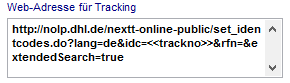 Web-Adresse für Tracking
http://nolp.dhl.de/nextt-online-public/set_iden
tcodes.do?lang=de&idc=<<trackno>>&rfn=&e
xtendedSearch=true